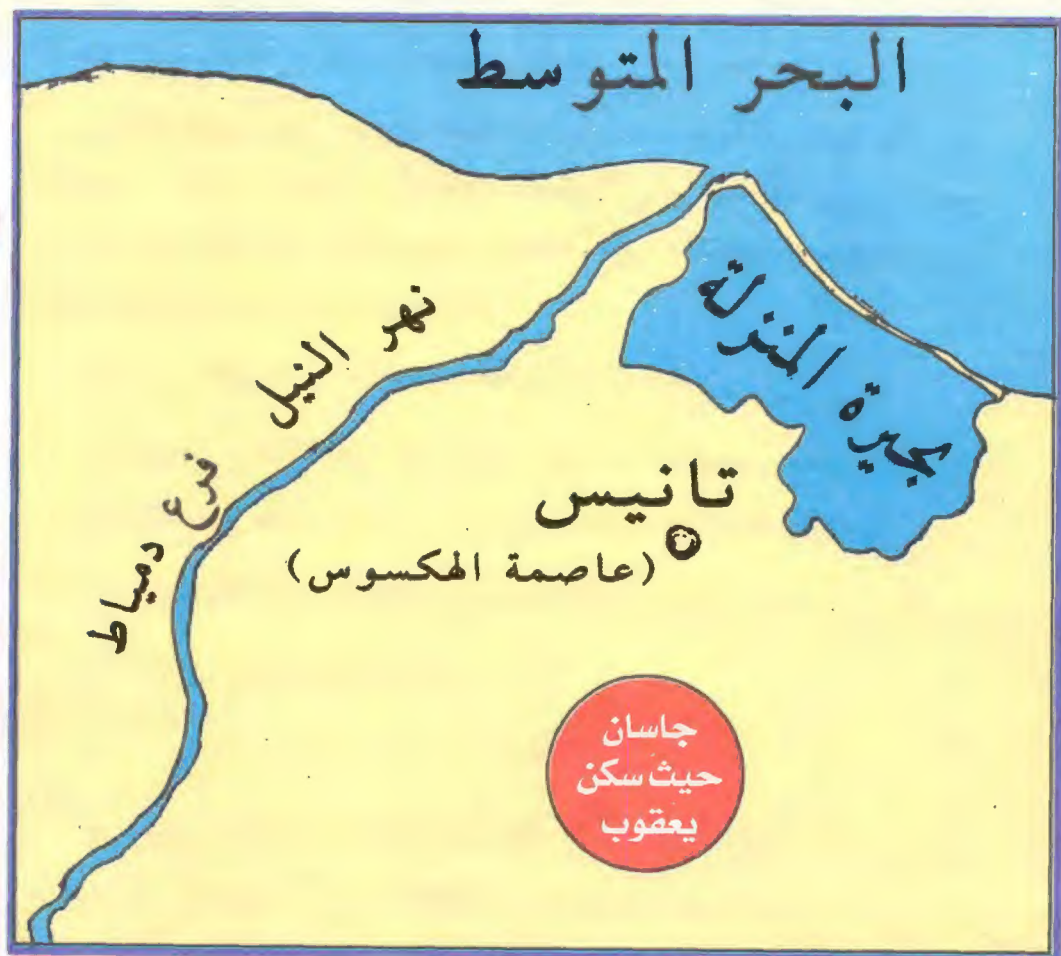 البحر المتوسط
بحيرة المنزلة
نهر النيل
فرع دمياط
تانيس
(عاصمة الهكسوس)
جاسان
حيث سكن
يعقوب